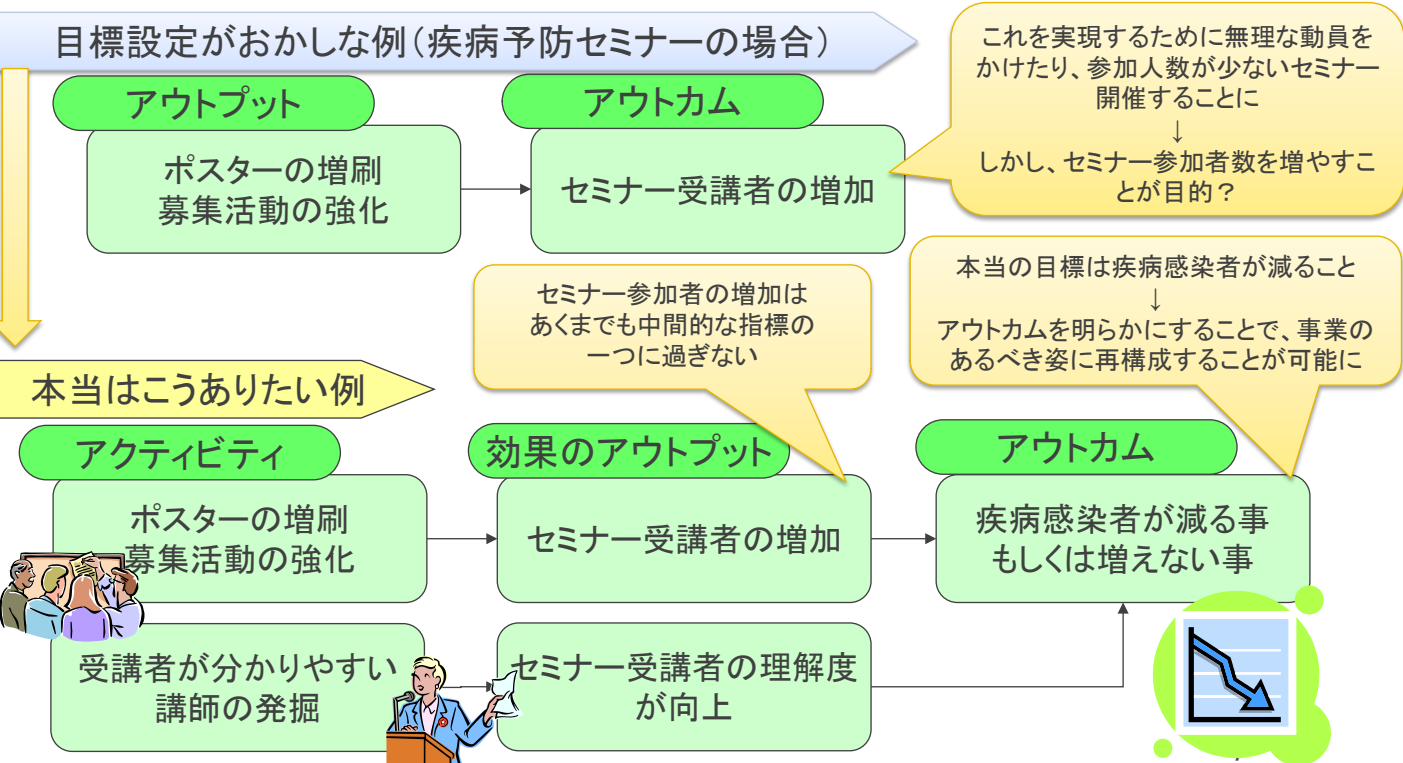 目標設定がおかしな例(疾病予防セミナーの場合)
アウトプット
ポスターの増刷
募集活動の強化
アウトカム
セミナー受講者の増加
これを実現するために無理な動員を
かけたり、参加人数が少ないセミナー
開催することに
↓
しかし、セミナー参加者数を増やすこ
とが目的?
セミナー参加者の増加は
あくまでも中間的な指標の
一つに過ぎない
本当の目標は疾病感染者が減ること
↓
アウトカムを明らかにすることで、事業の
あるべき姿に再構成することが可能に
本当はこうありたい例
アクティビティ
ポスターの増刷
募集活動の強化
効果のアウトプット
セミナー受講者の増加
アウトカム
疾病感染者が減る事
もしくは増えない事
受講者が分かりやすい
講師の発掘
セミナー受講者の理解度
が向上